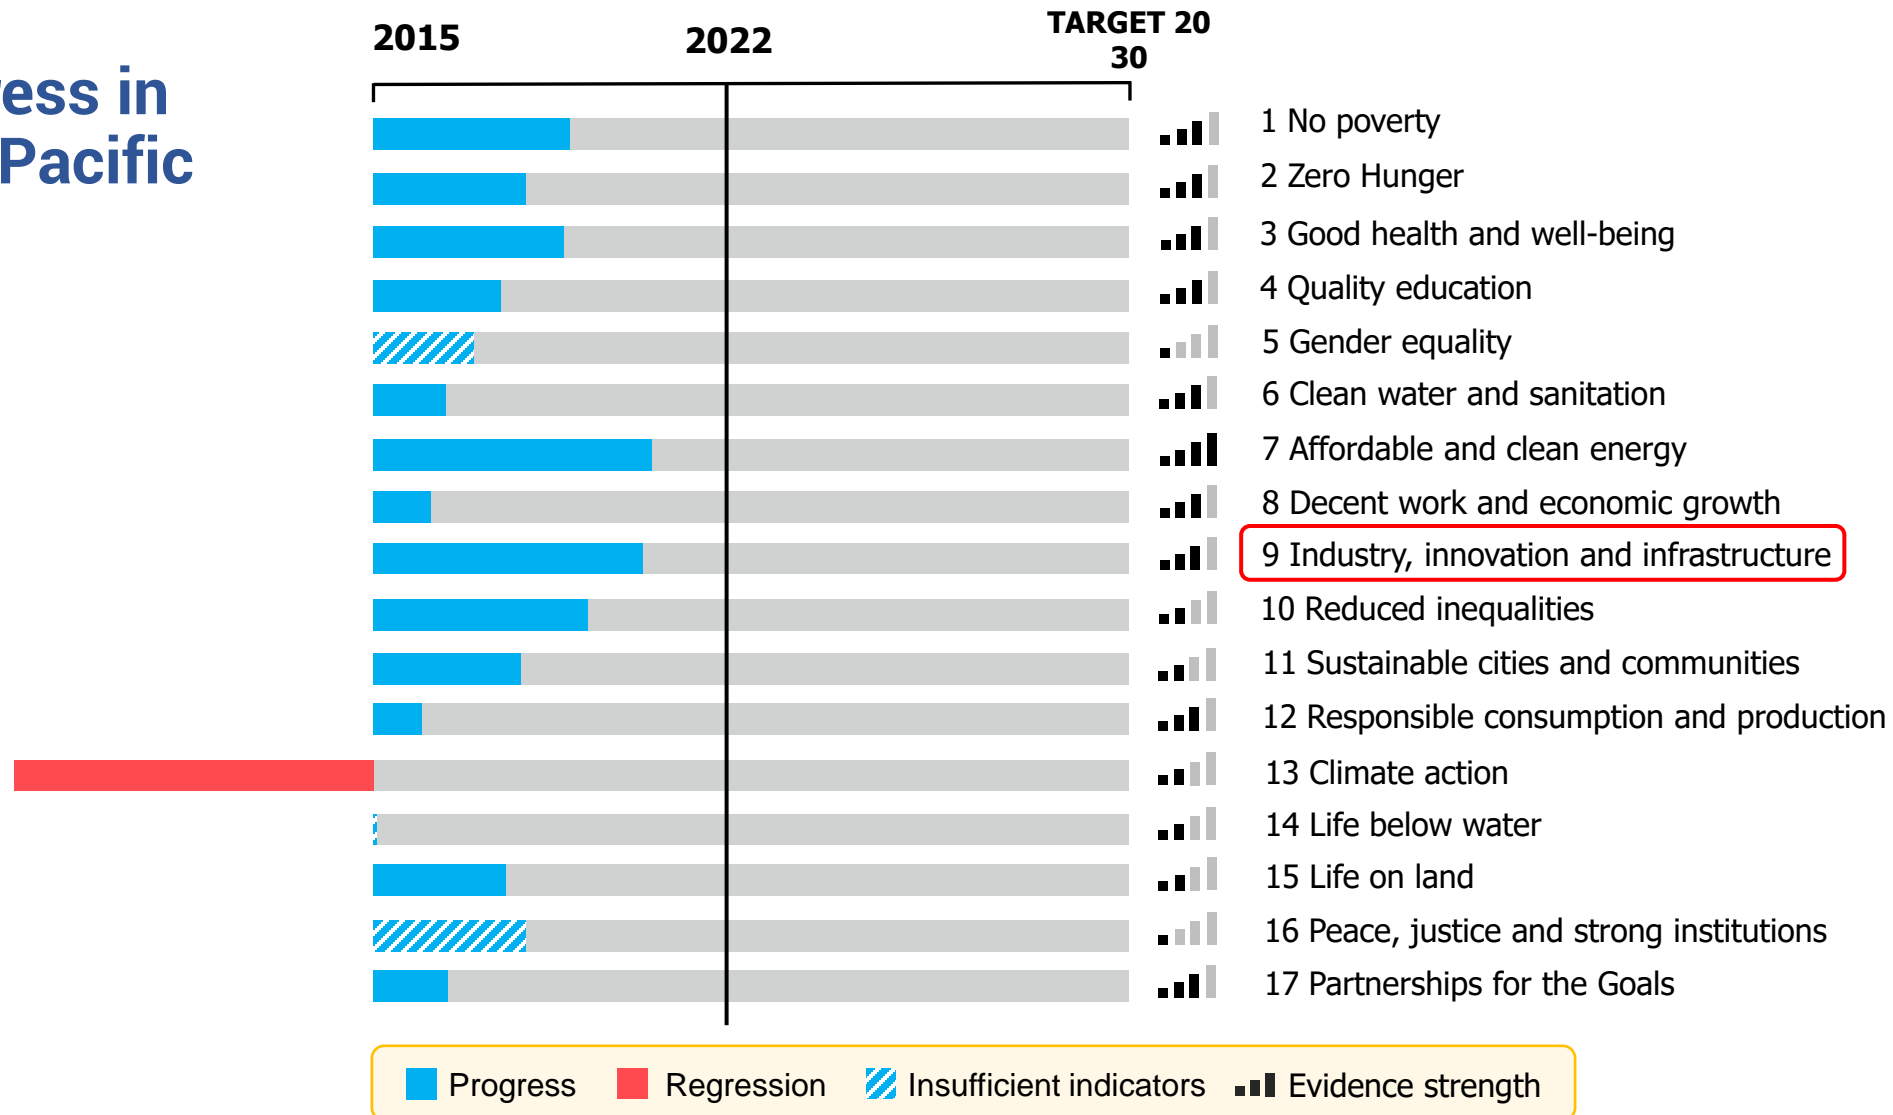 ress in
Pacific
2015
2022
TARGET 20
30
1 No poverty
2 Zero Hunger
3 Good health and well-being
4 Quality education
5 Gender equality
6 Clean water and sanitation
7 Affordable and clean energy
8 Decent work and economic growth
9 Industry, innovation and infrastructure
10 Reduced inequalities
11 Sustainable cities and communities
12 Responsible consumption and production
13 Climate action
14 Life below water
15 Life on land
16 Peace, justice and strong institutions
17 Partnerships for the Goals
Progress Regression Insufficient indicators Evidence strength